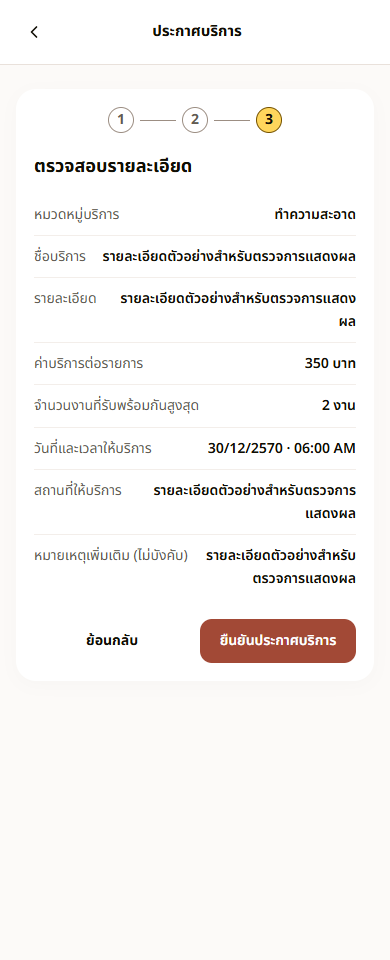 ประกาศบริการ
1 2 3
ตรวจสอบรายละเอียด
หมวดหมู่บริการ ทำความสะอาด
ชื่อบริการ รายละเอียดตัวอย่างสำหรับตรวจการแสดงผล
รายละเอียด รายละเอียดตัวอย่างสำหรับตรวจการแสดง
ผล
ค่าบริการต่อรายการ 350 บาท
จำนวนงานที่รับพร้อมกันสูงสุด 2 งาน
วันที่และเวลาให้บริการ 30/12/2570 · 06:00 AM
สถานที่ให้บริการ รายละเอียดตัวอย่างสำหรับตรวจการ
แสดงผล
หมายเหตุเพิ่มเติม (ไม่บังคับ) รายละเอียดตัวอย่างสำหรับ
ตรวจการแสดงผล
ย้อนกลับ ยืนยันประกาศบริการ